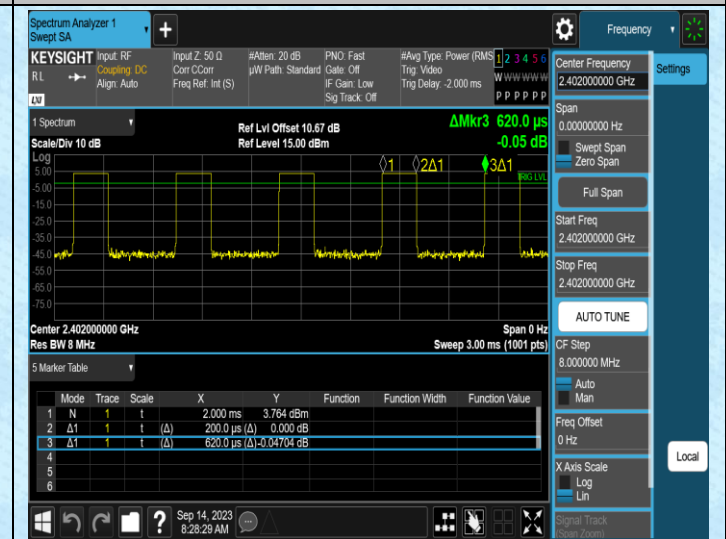 Spectrum Analyzer 1
Swept SA
+
Frequency
KEYSIGHT
RL
LXI
Input: RF
Coupling: DC
Align: Auto
Input Z: 50 Ω
Corr CCorr
Freq Ref: Int (S)
#Atten: 20 dB
µW Path: Standard
PNO: Fast
Gate: Off
IF Gain: Low
Sig Track: Off
#Avg Type: Power (RMS
Trig: Video
Trig Delay: -2.000 ms
1 2 3 4 5 6
W W W W W W
P P P P P P
1 Spectrum
Scale/Div 10 dB
Ref Lvl Offset 10.67 dB
Ref Level 15.00 dBm
ΔMkr3 620.0 µs
-0.05 dB
Log
5.00
-5.00
-15.0
-25.0
-35.0
-45.0
-55.0
-65.0
-75.0
1
2Δ1
3Δ1
TRIG LVL
Center 2.402000000 GHz
Res BW 8 MHz
Span 0 Hz
Sweep 3.00 ms (1001 pts)
5 Marker Table
Mode Trace Scale X Y Function Function Width Function Value
1 N 1 t 2.000 ms 3.764 dBm
2 Δ1 1 t (Δ) 200.0 µs (Δ) 0.000 dB
3 Δ1 1 t (Δ) 620.0 µs (Δ) -0.04704 dB
4
5
6
Sep 14, 2023
8:28:29 AM
Center Frequency
2.402000000 GHz
Span
0.00000000 Hz
Swept Span
Zero Span
Full Span
Start Freq
2.402000000 GHz
Stop Freq
2.402000000 GHz
AUTO TUNE
CF Step
8.000000 MHz
Auto
Man
Freq Offset
0 Hz
X Axis Scale
Log
Lin
Signal Track
(Span Zoom)
Settings
Local